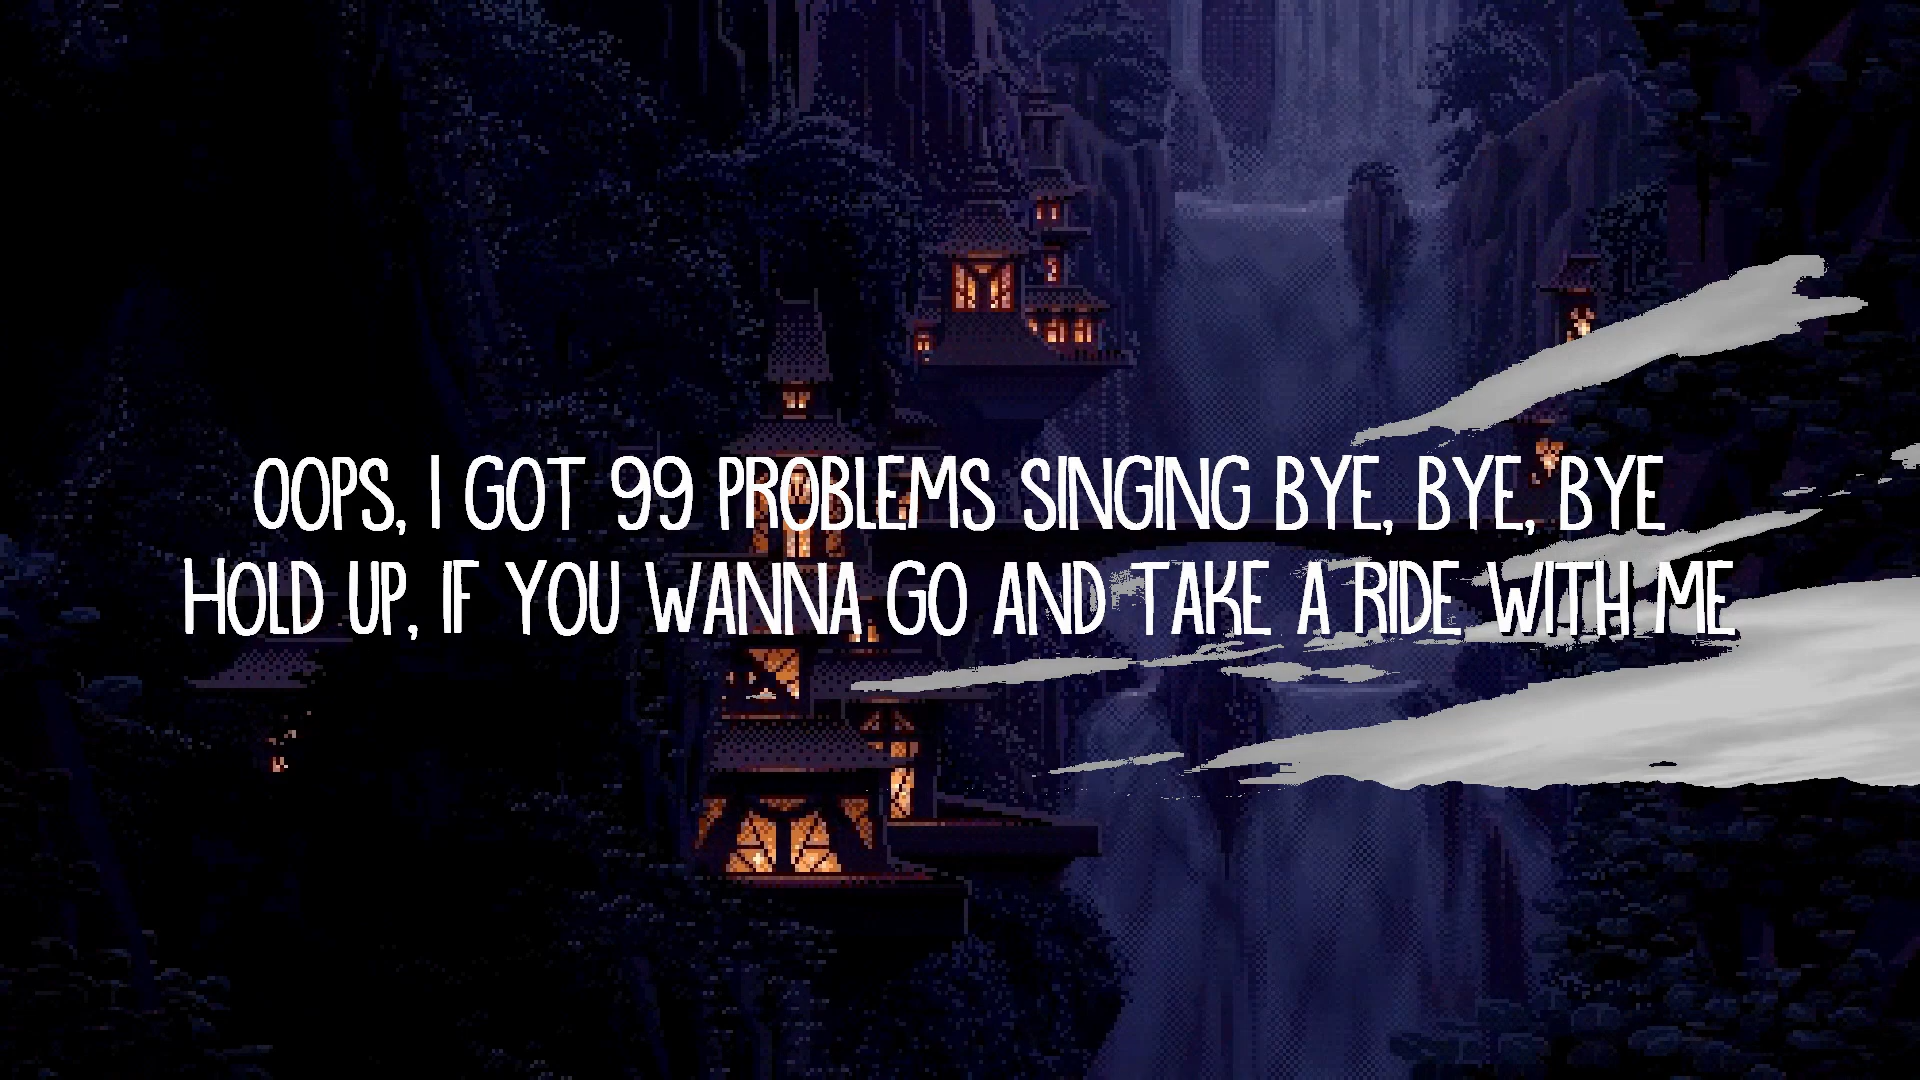 OOPS, I GOT 99 PROBLEMS SINGING BYE, BYE, BYE
HOLD UP, IF YOU WANNA GO AND TAKE A RIDE WITH ME